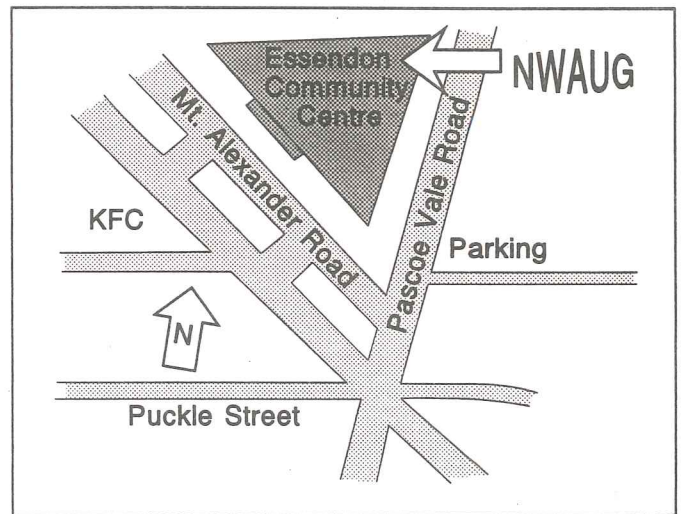 Essendon
Community
Centre
NWAUG
Mt. Alexander Road
Pascoe Vale Road
KFC
Parking
N
Puckle Street